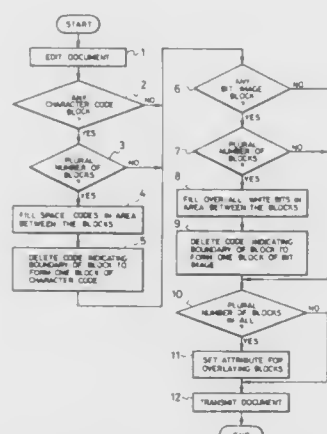 START
1
EDIT DOCUMENT
2
ANY
CHARACTER CODE
BLOCK
?
NO
YES
3
PLURAL
NUMBER OF
BLOCKS
?
NO
YES
4
FILL SPACE CODES IN AREA
BETWEEN THE BLOCKS
5
DELETE CODE INDICATING
BOUNDARY OF BLOCK TO
FORM ONE BLOCK OF
CHARACTER CODE
6
ANY
BIT IMAGE
BLOCK
?
NO
YES
7
PLURAL
NUMBER OF
BLOCKS
?
NO
YES
8
FILL OVER ALL WHITE BITS IN
AREA BETWEEN THE BLOCKS
9
DELETE CODE INDICATING
BOUNDARY OF BLOCK TO
FORM ONE BLOCK OF BIT
IMAGE
10
PLURAL
NUMBER OF BLOCKS
IN ALL
?
NO
YES
11
SET ATTRIBUTE FOR
OVERLAYING BLOCKS
12
TRANSMIT DOCUMENT